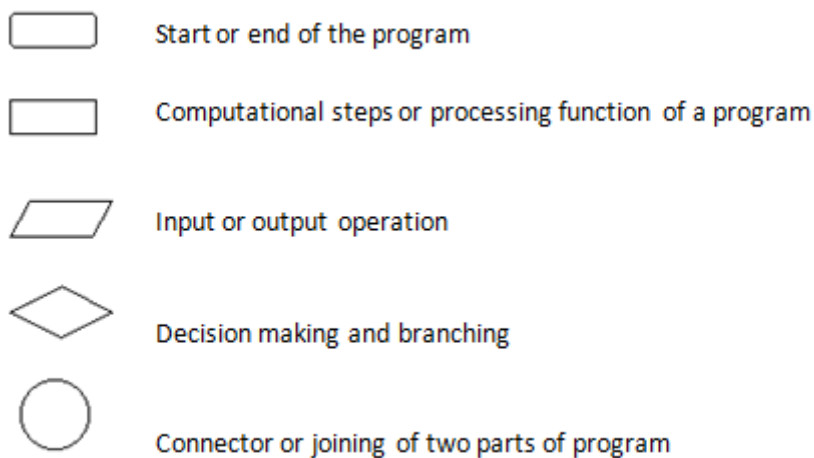 Start or end of the program
Computational steps or processing function of a program
Input or output operation
Decision making and branching
Connector or joining of two parts of program